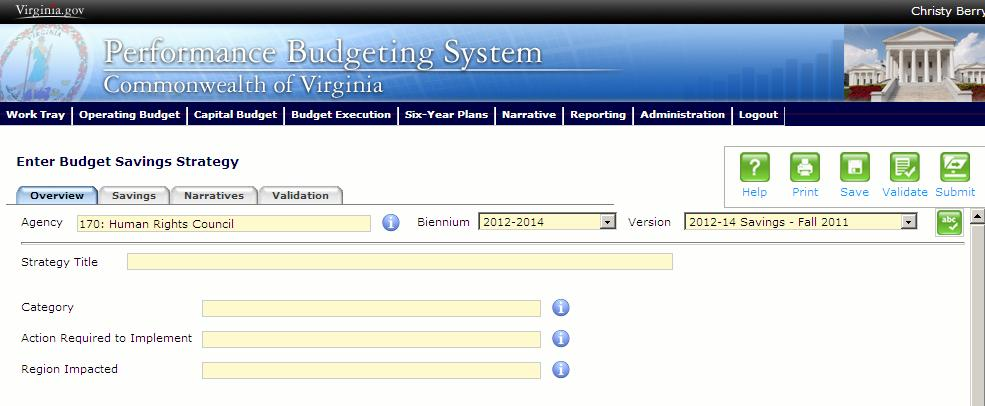 Virginia.gov Christy Berry
Performance Budgeting System
Commonwealth of Virginia
Work Tray Operating Budget Capital Budget Budget Execution Six-Year Plans Narrative Reporting Administration Logout
Enter Budget Savings Strategy
Help Print Save Validate Submit
Overview Savings Narratives Validation
Agency 170: Human Rights Council i Biennium 2012-2014 Version 2012-14 Savings - Fall 2011 abc
Strategy Title
Category i
Action Required to Implement i
Region Impacted i